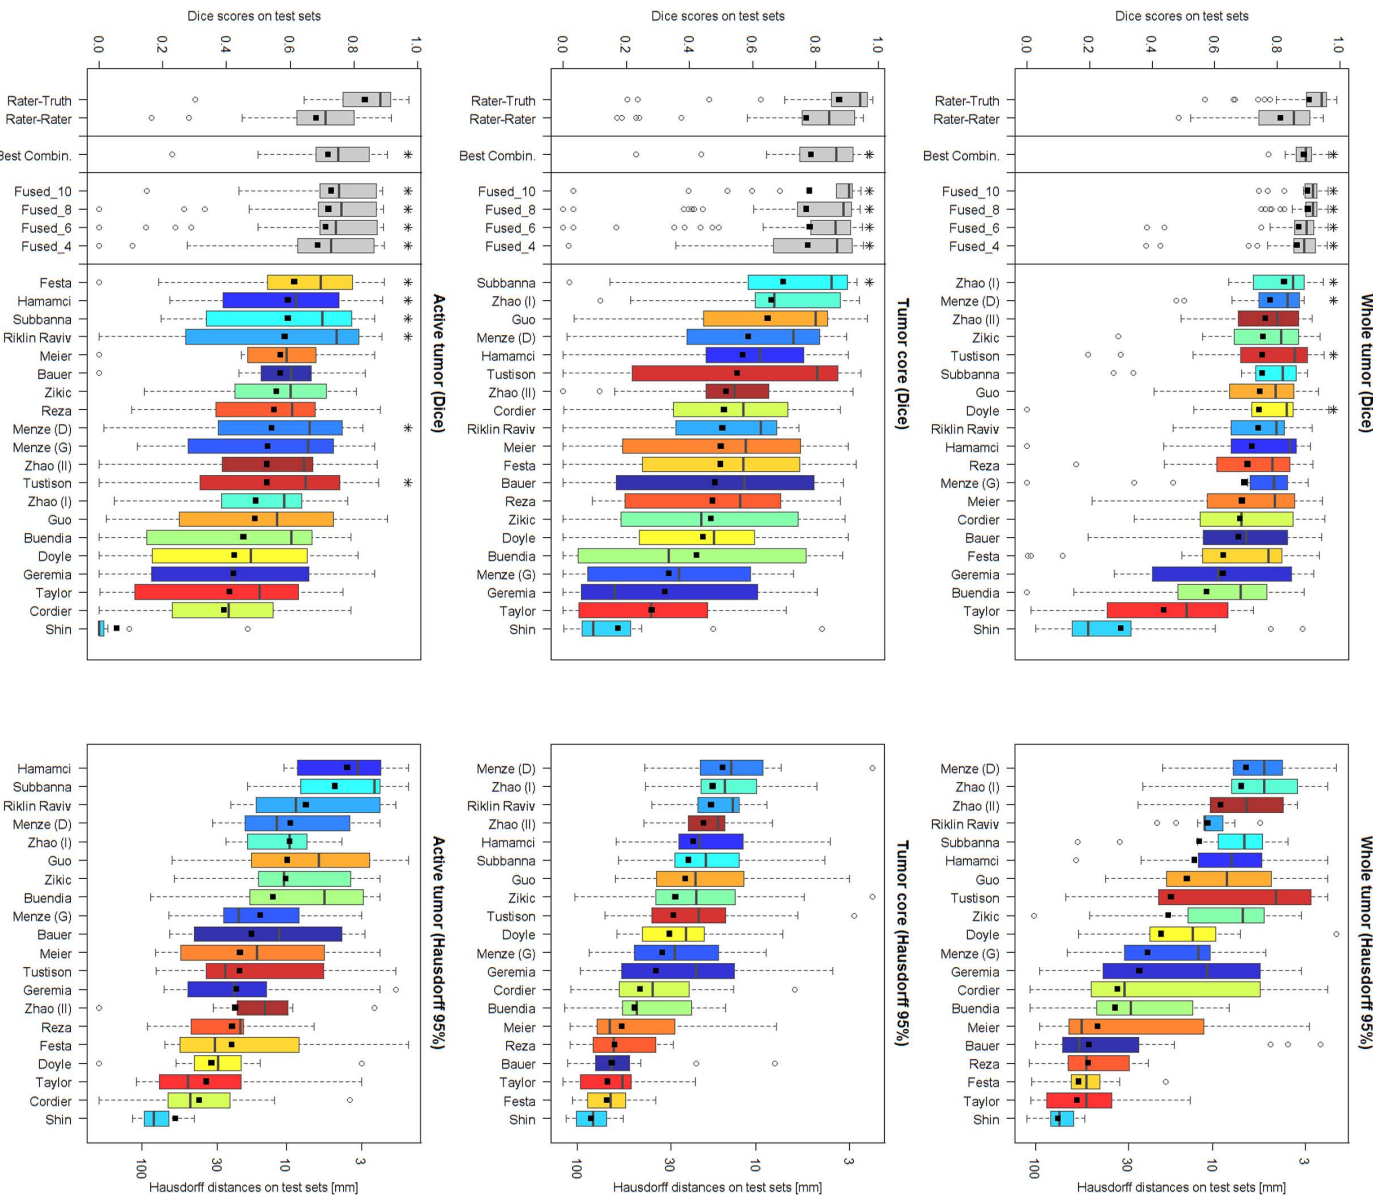 Dice scores on test sets
0.0 0.2 0.4 0.6 0.8 1.0
Rater-Truth
Rater-Rater
Best Combin.
Fused_10
Fused_8
Fused_6
Fused_4
Festa
Hamamci
Subbanna
Riklin Raviv
Meier
Bauer
Zikic
Reza
Menze (D)
Menze (G)
Zhao (II)
Tustison
Zhao (I)
Guo
Buendia
Doyle
Geremia
Taylor
Cordier
Shin
Active tumor (Dice)
Dice scores on test sets
0.0 0.2 0.4 0.6 0.8 1.0
Rater-Truth
Rater-Rater
Best Combin.
Fused_10
Fused_8
Fused_6
Fused_4
Subbanna
Zhao (I)
Guo
Menze (D)
Hamamci
Tustison
Zhao (II)
Cordier
Riklin Raviv
Meier
Festa
Bauer
Reza
Zikic
Doyle
Buendia
Menze (G)
Geremia
Taylor
Shin
Tumor core (Dice)
Dice scores on test sets
0.0 0.2 0.4 0.6 0.8 1.0
Rater-Truth
Rater-Rater
Best Combin.
Fused_10
Fused_8
Fused_6
Fused_4
Zhao (I)
Menze (D)
Zhao (II)
Zikic
Tustison
Subbanna
Guo
Doyle
Riklin Raviv
Hamamci
Reza
Menze (G)
Meier
Cordier
Bauer
Festa
Geremia
Buendia
Taylor
Shin
Whole tumor (Dice)
Hamamci
Subbanna
Riklin Raviv
Menze (D)
Zhao (I)
Guo
Zikic
Buendia
Menze (G)
Bauer
Meier
Tustison
Geremia
Zhao (II)
Reza
Festa
Doyle
Taylor
Cordier
Shin
Active tumor (Hausdorff 95%)
100 30 10 3
Hausdorff distances on test sets [mm]
Menze (D)
Zhao (I)
Riklin Raviv
Zhao (II)
Hamamci
Subbanna
Guo
Zikic
Tustison
Doyle
Menze (G)
Geremia
Cordier
Buendia
Meier
Reza
Bauer
Taylor
Festa
Shin
Tumor core (Hausdorff 95%)
100 30 10 3
Hausdorff distances on test sets [mm]
Menze (D)
Zhao (I)
Zhao (II)
Riklin Raviv
Subbanna
Hamamci
Guo
Tustison
Zikic
Doyle
Menze (G)
Geremia
Cordier
Buendia
Meier
Bauer
Reza
Festa
Taylor
Shin
Whole tumor (Hausdorff 95%)
100 30 10 3
Hausdorff distances on test sets [mm]